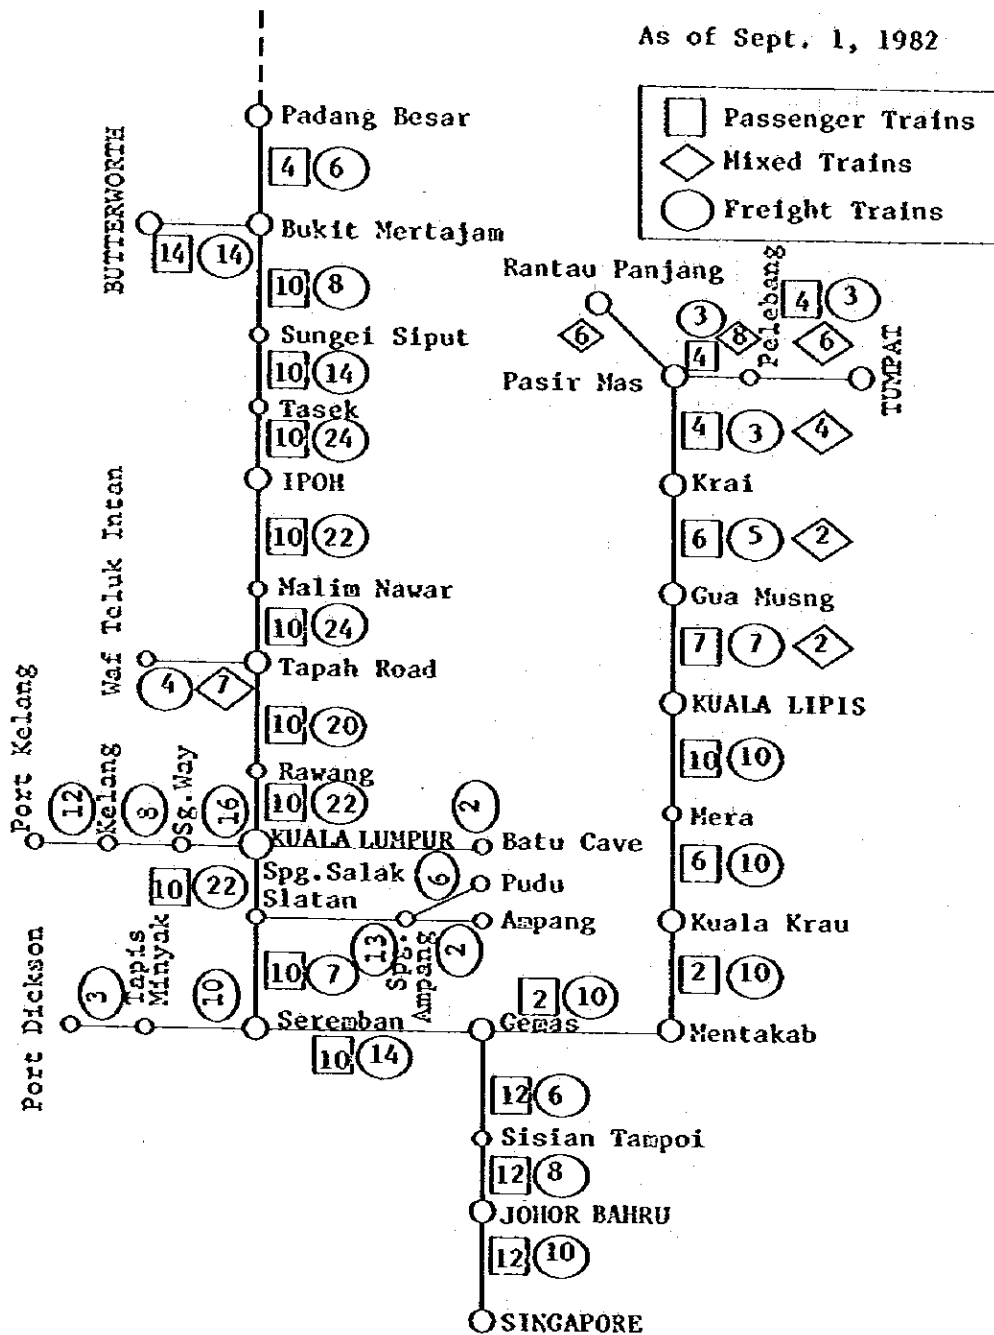 As of Sept. 1, 1982
Passenger Trains
Mixed Trains
Freight Trains
Padang Besar
4 6
BUTTERWORTH
Bukit Mertajam
14 14
10 8
Sungei Siput
10 14
Tasek
10 24
IPOH
10 22
Malim Nawar
10 24
Waf Teluk Intan
Tapah Road
4 7
10 20
Rawang
10 22
Port Kelang
12
Kelang
8
Sg.Way
16
KUALA LUMPUR
2
Batu Cave
10 22
Spg.Salak
Slatan
6
Pudu
Ampang
13
Spg.
Ampang
2
10 7
Port Dickson
3
Tapis
Minyak
10
Seremban
10 14
Gemas
2 10
Mentakab
12 6
Sisian Tampoi
12 8
JOHOR BAHRU
12 10
SINGAPORE
Rantau Panjang
6
3
8
4
Pelebang
4 3
6
TUMPAT
Pasir Mas
4 3 4
Krai
6 5 2
Gua Musng
7 7 2
KUALA LIPIS
10 10
Mera
6 10
Kuala Krau
2 10